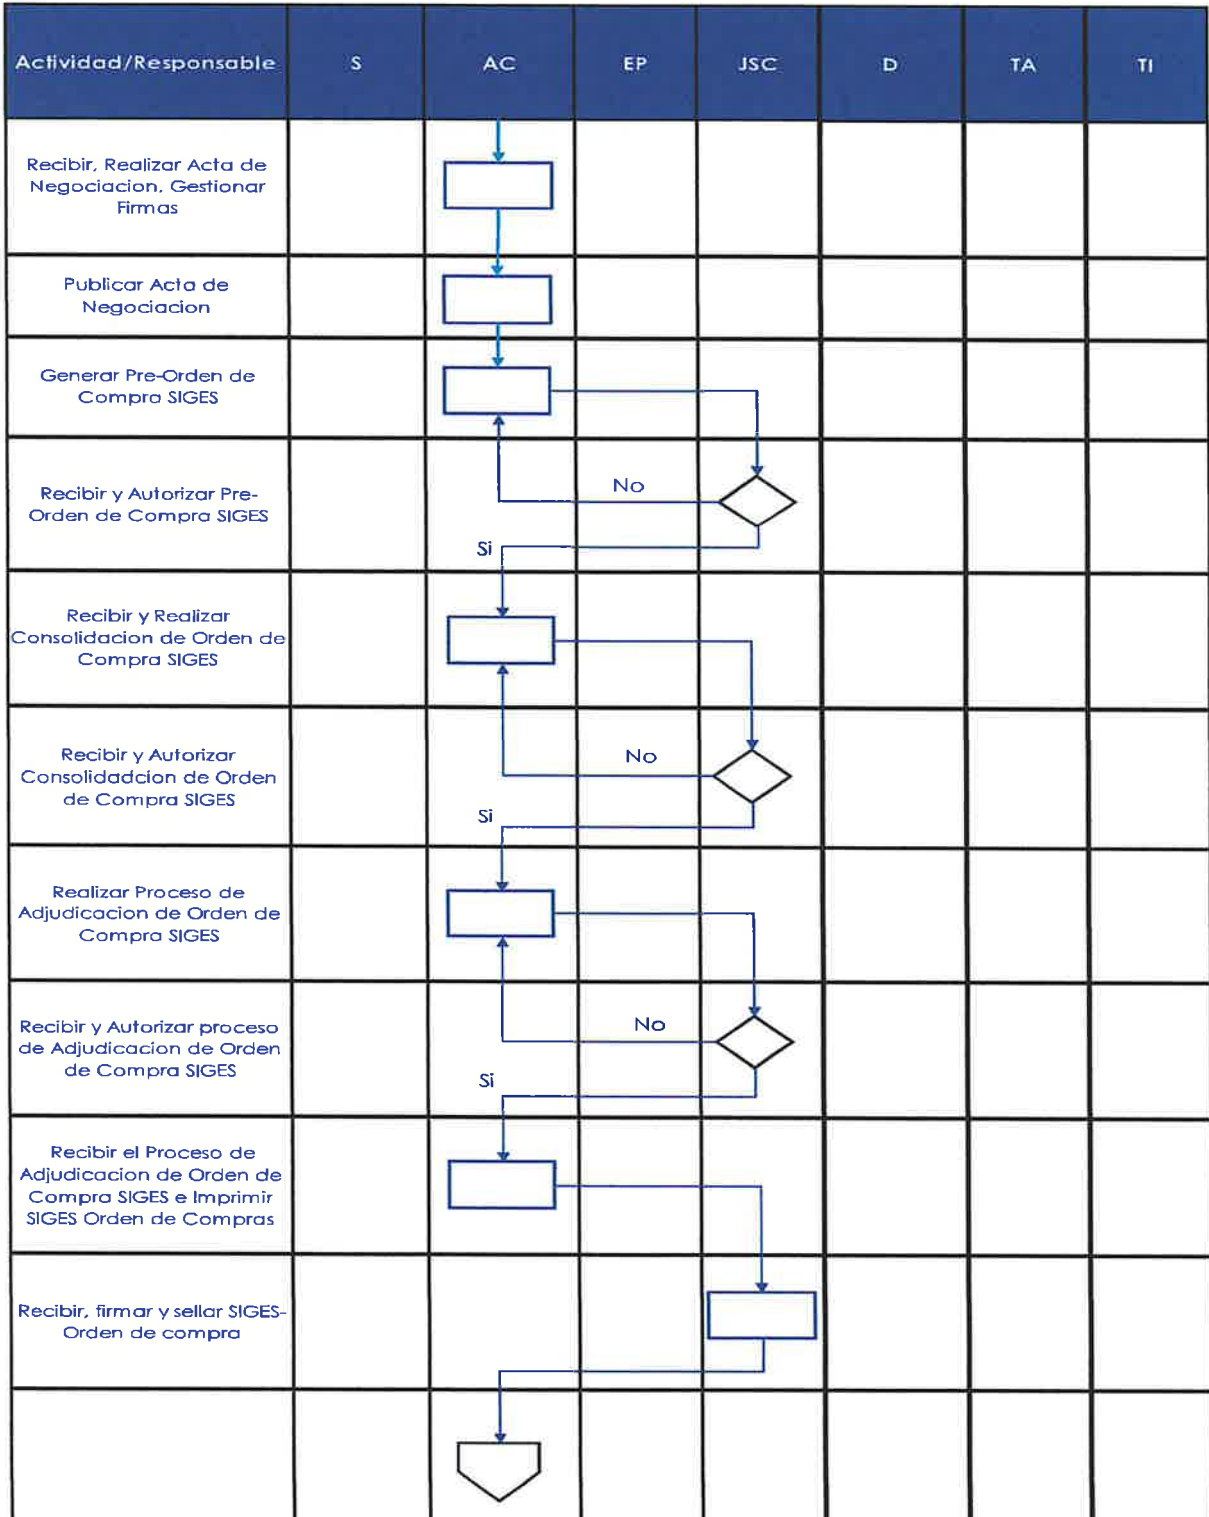 Actividad/Responsable S AC EP JSC D TA TI
Recibir, Realizar Acta de
Negociacion, Gestionar
Firmas
Publicar Acta de
Negociacion
Generar Pre-Orden de
Compra SIGES
Recibir y Autorizar Pre-
Orden de Compra SIGES
No
Si
Recibir y Realizar
Consolidacion de Orden de
Compra SIGES
Recibir y Autorizar
Consolidadcion de Orden
de Compra SIGES
No
Si
Realizar Proceso de
Adjudicacion de Orden de
Compra SIGES
Recibir y Autorizar proceso
de Adjudicacion de Orden
de Compra SIGES
No
Si
Recibir el Proceso de
Adjudicacion de Orden de
Compra SIGES e Imprimir
SIGES Orden de Compras
Recibir, firmar y sellar SIGES-
Orden de compra